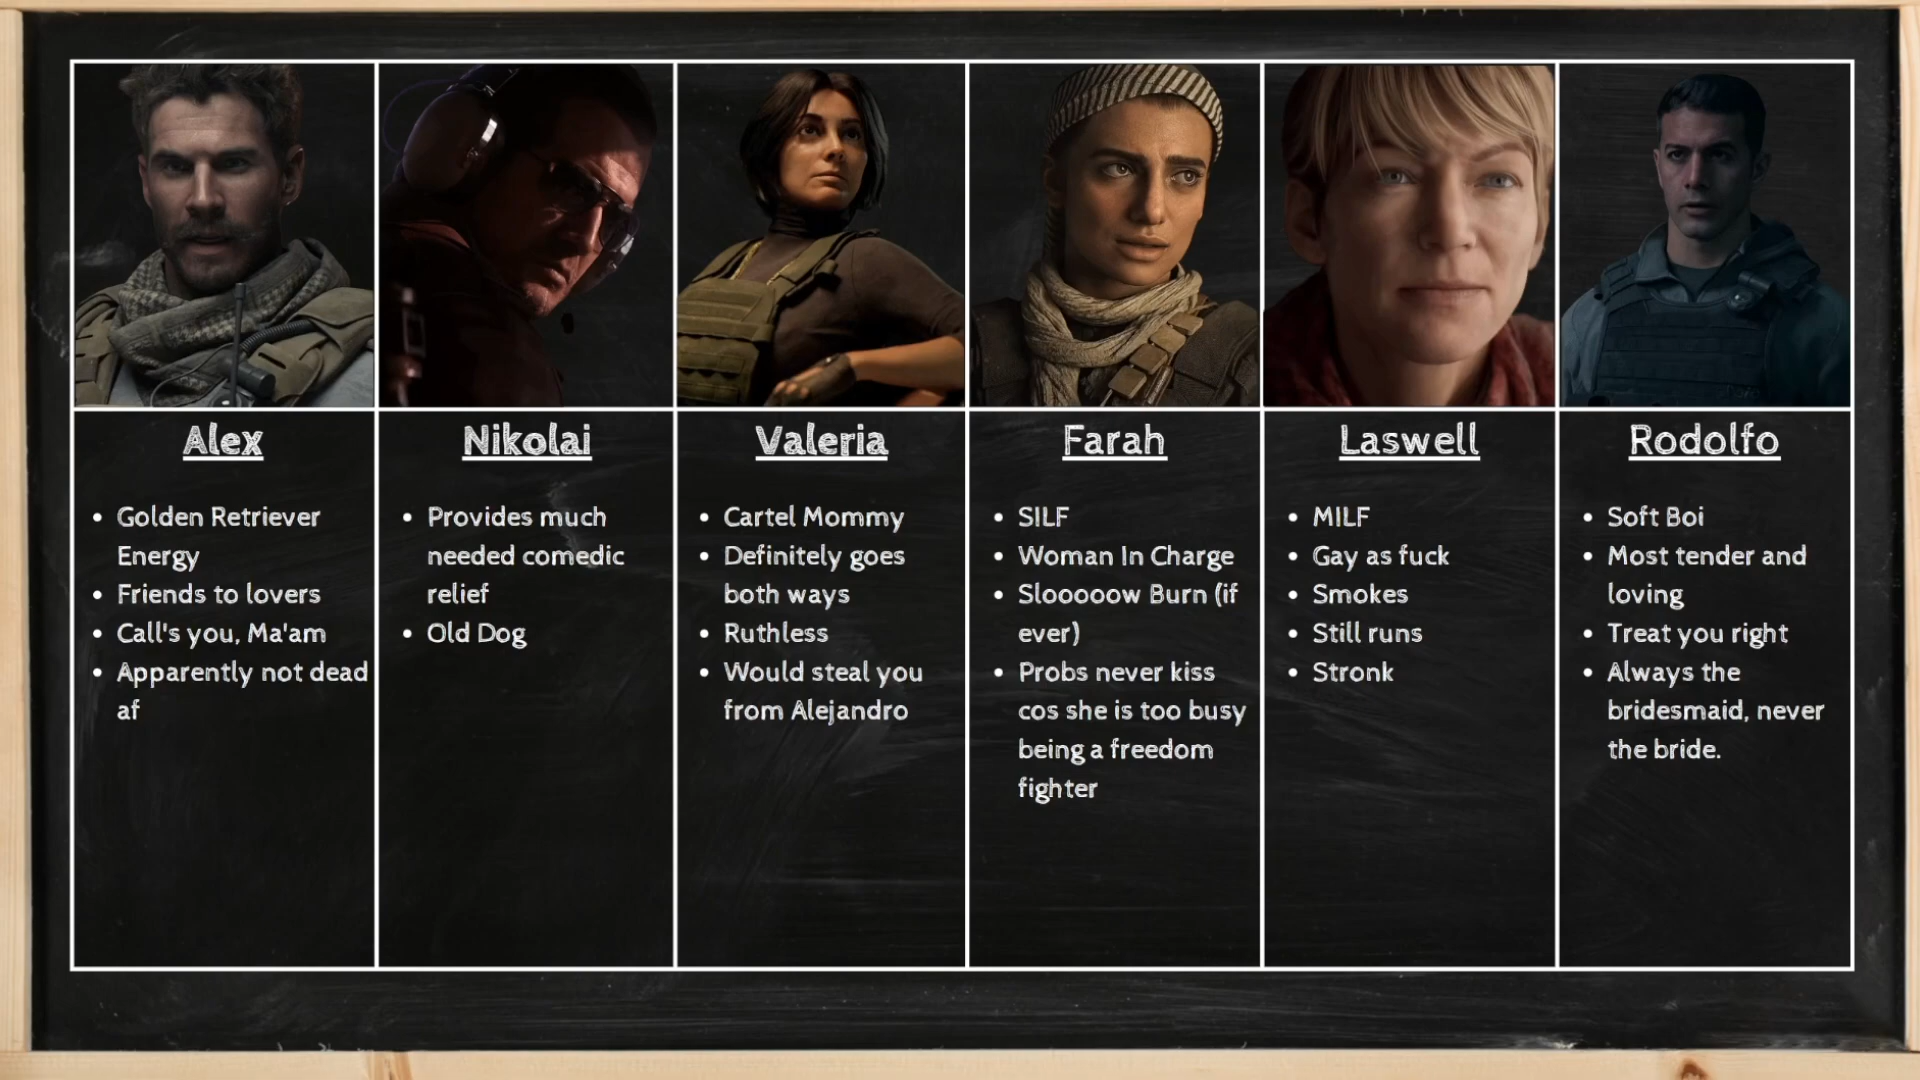 Alex
• Golden Retriever
Energy
• Friends to lovers
• Call's you, Ma'am
• Apparently not dead
af
Nikolai
• Provides much
needed comedic
relief
• Old Dog
Valeria
• Cartel Mommy
• Definitely goes
both ways
• Ruthless
• Would steal you
from Alejandro
Farah
• SILF
• Woman In Charge
• Slooooow Burn (if
ever)
• Probs never kiss
cos she is too busy
being a freedom
fighter
Laswell
• MILF
• Gay as fuck
• Smokes
• Still runs
• Stronk
Rodolfo
• Soft Boi
• Most tender and
loving
• Treat you right
• Always the
bridesmaid, never
the bride.